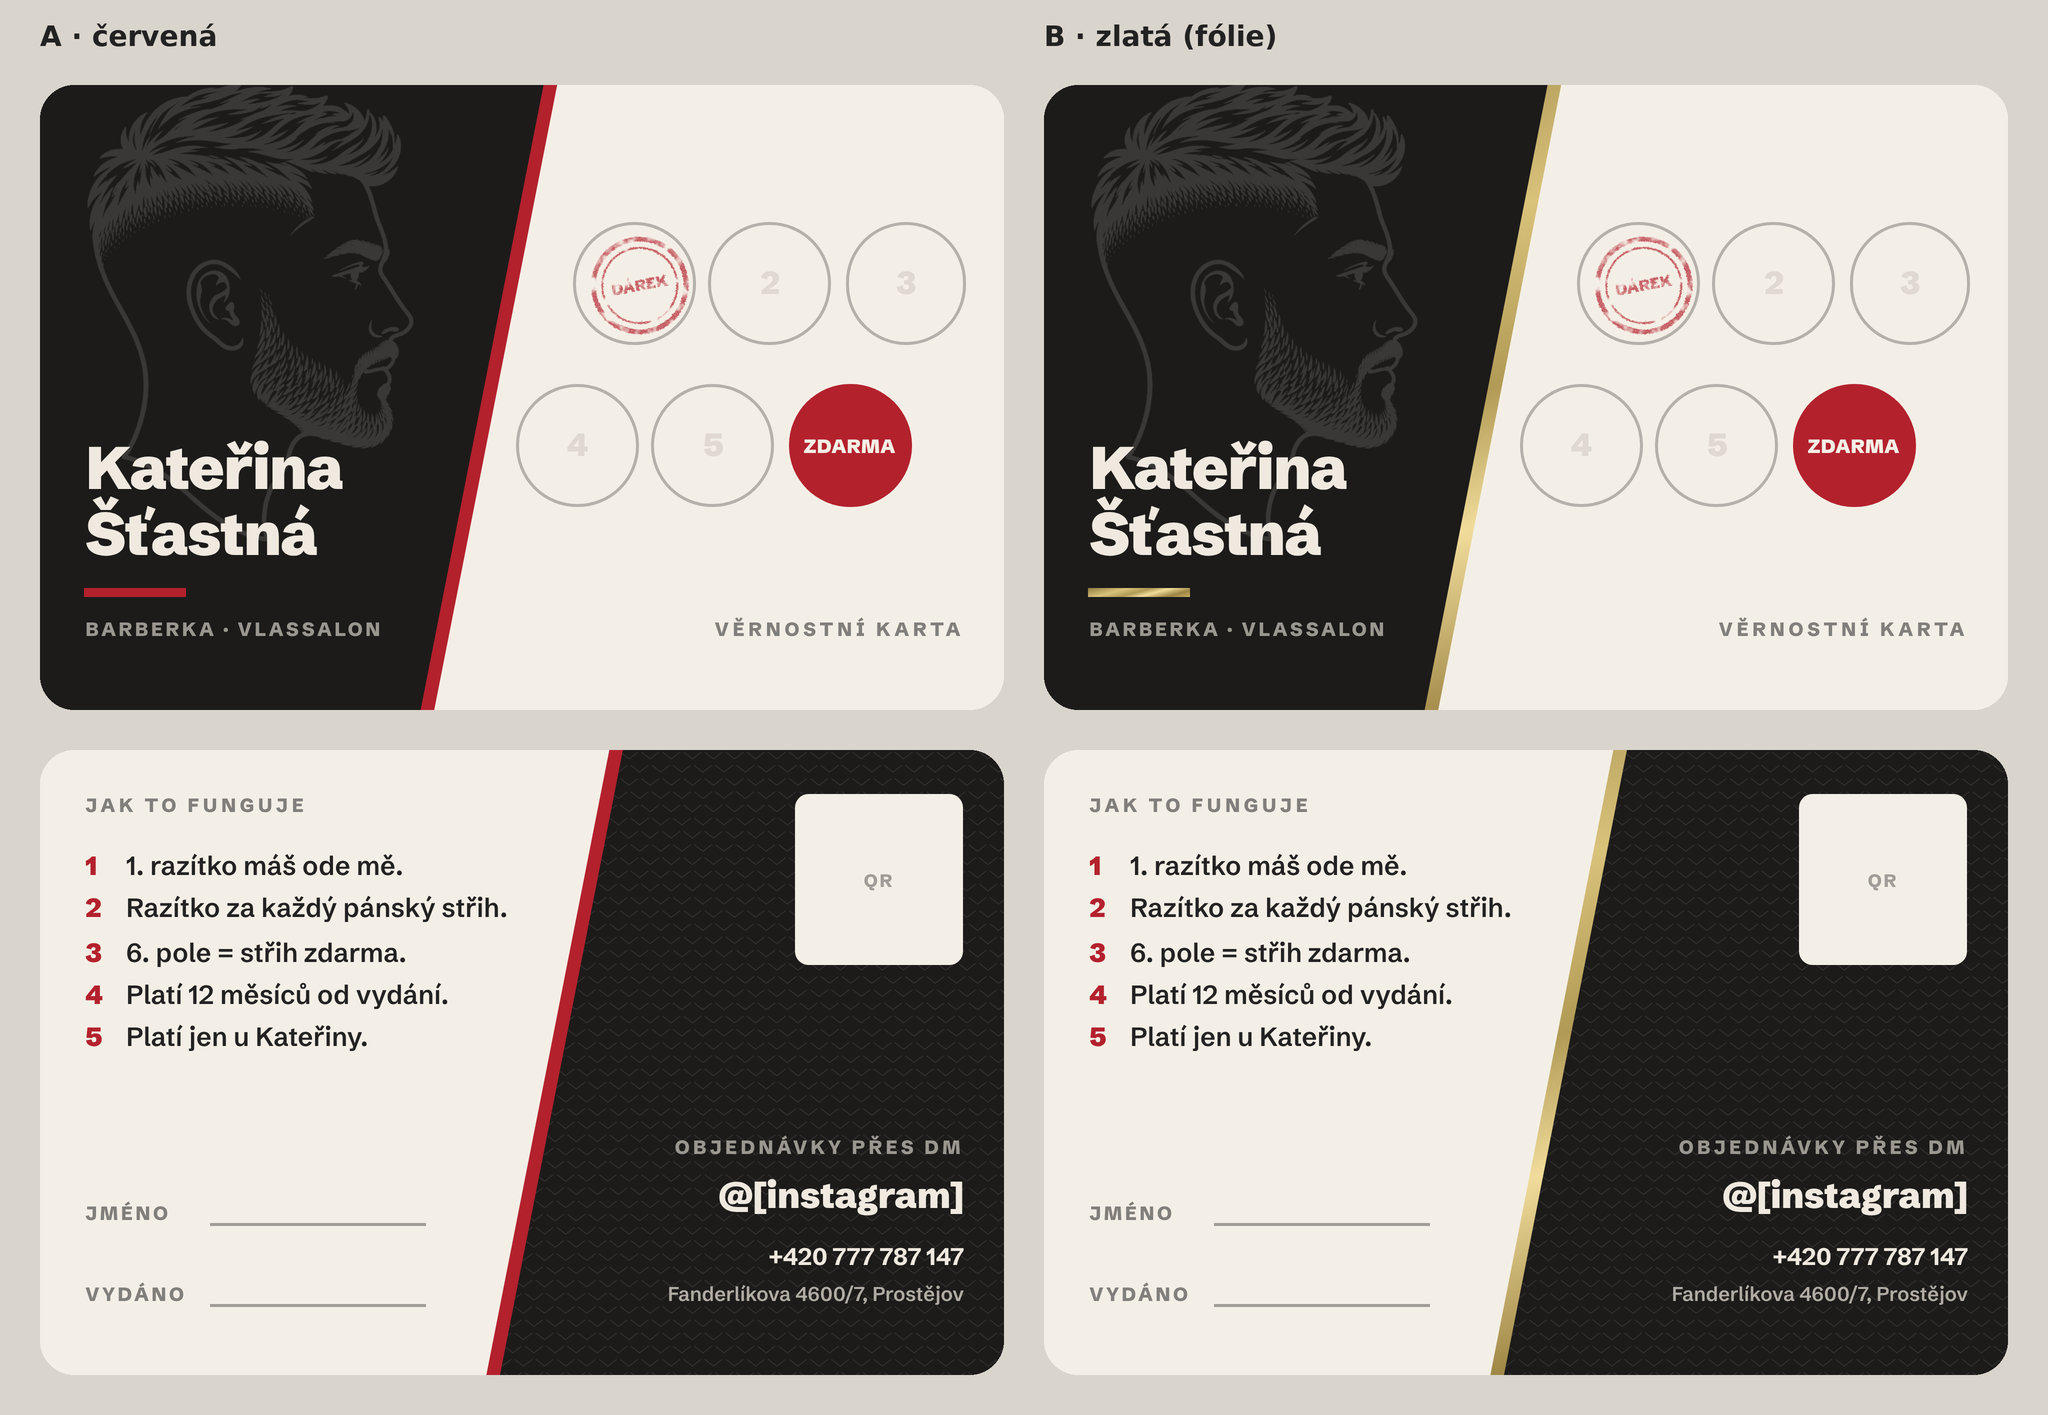 A · červená
DÁREK
2
3
4
5
ZDARMA
Kateřina
Šťastná
BARBERKA · VLASSALON
VĚRNOSTNÍ KARTA
B · zlatá (fólie)
DÁREK
2
3
4
5
ZDARMA
Kateřina
Šťastná
BARBERKA · VLASSALON
VĚRNOSTNÍ KARTA
JAK TO FUNGUJE
1 1. razítko máš ode mě.
2 Razítko za každý pánský střih.
3 6. pole = střih zdarma.
4 Platí 12 měsíců od vydání.
5 Platí jen u Kateřiny.
JMÉNO
VYDÁNO
QR
OBJEDNÁVKY PŘES DM
@[instagram]
+420 777 787 147
Fanderlíkova 4600/7, Prostějov
JAK TO FUNGUJE
1 1. razítko máš ode mě.
2 Razítko za každý pánský střih.
3 6. pole = střih zdarma.
4 Platí 12 měsíců od vydání.
5 Platí jen u Kateřiny.
JMÉNO
VYDÁNO
QR
OBJEDNÁVKY PŘES DM
@[instagram]
+420 777 787 147
Fanderlíkova 4600/7, Prostějov